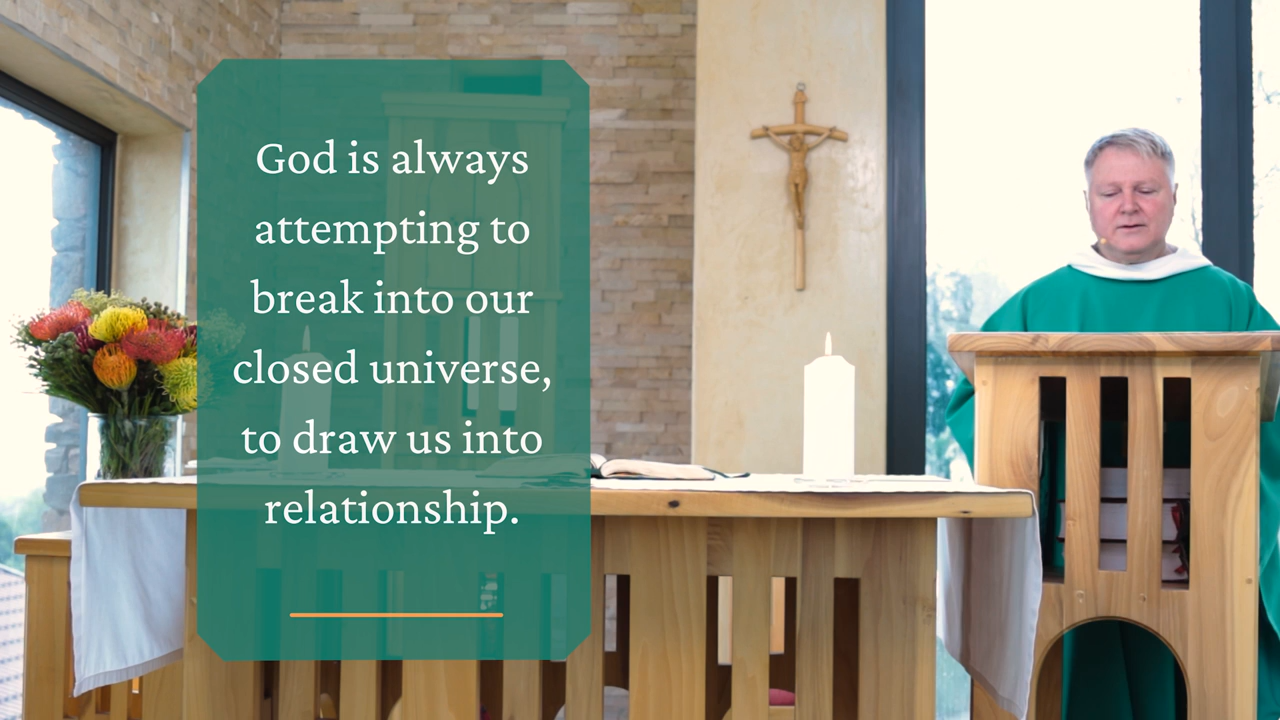 God is always
attempting to
break into our
closed universe,
to draw us into
relationship.